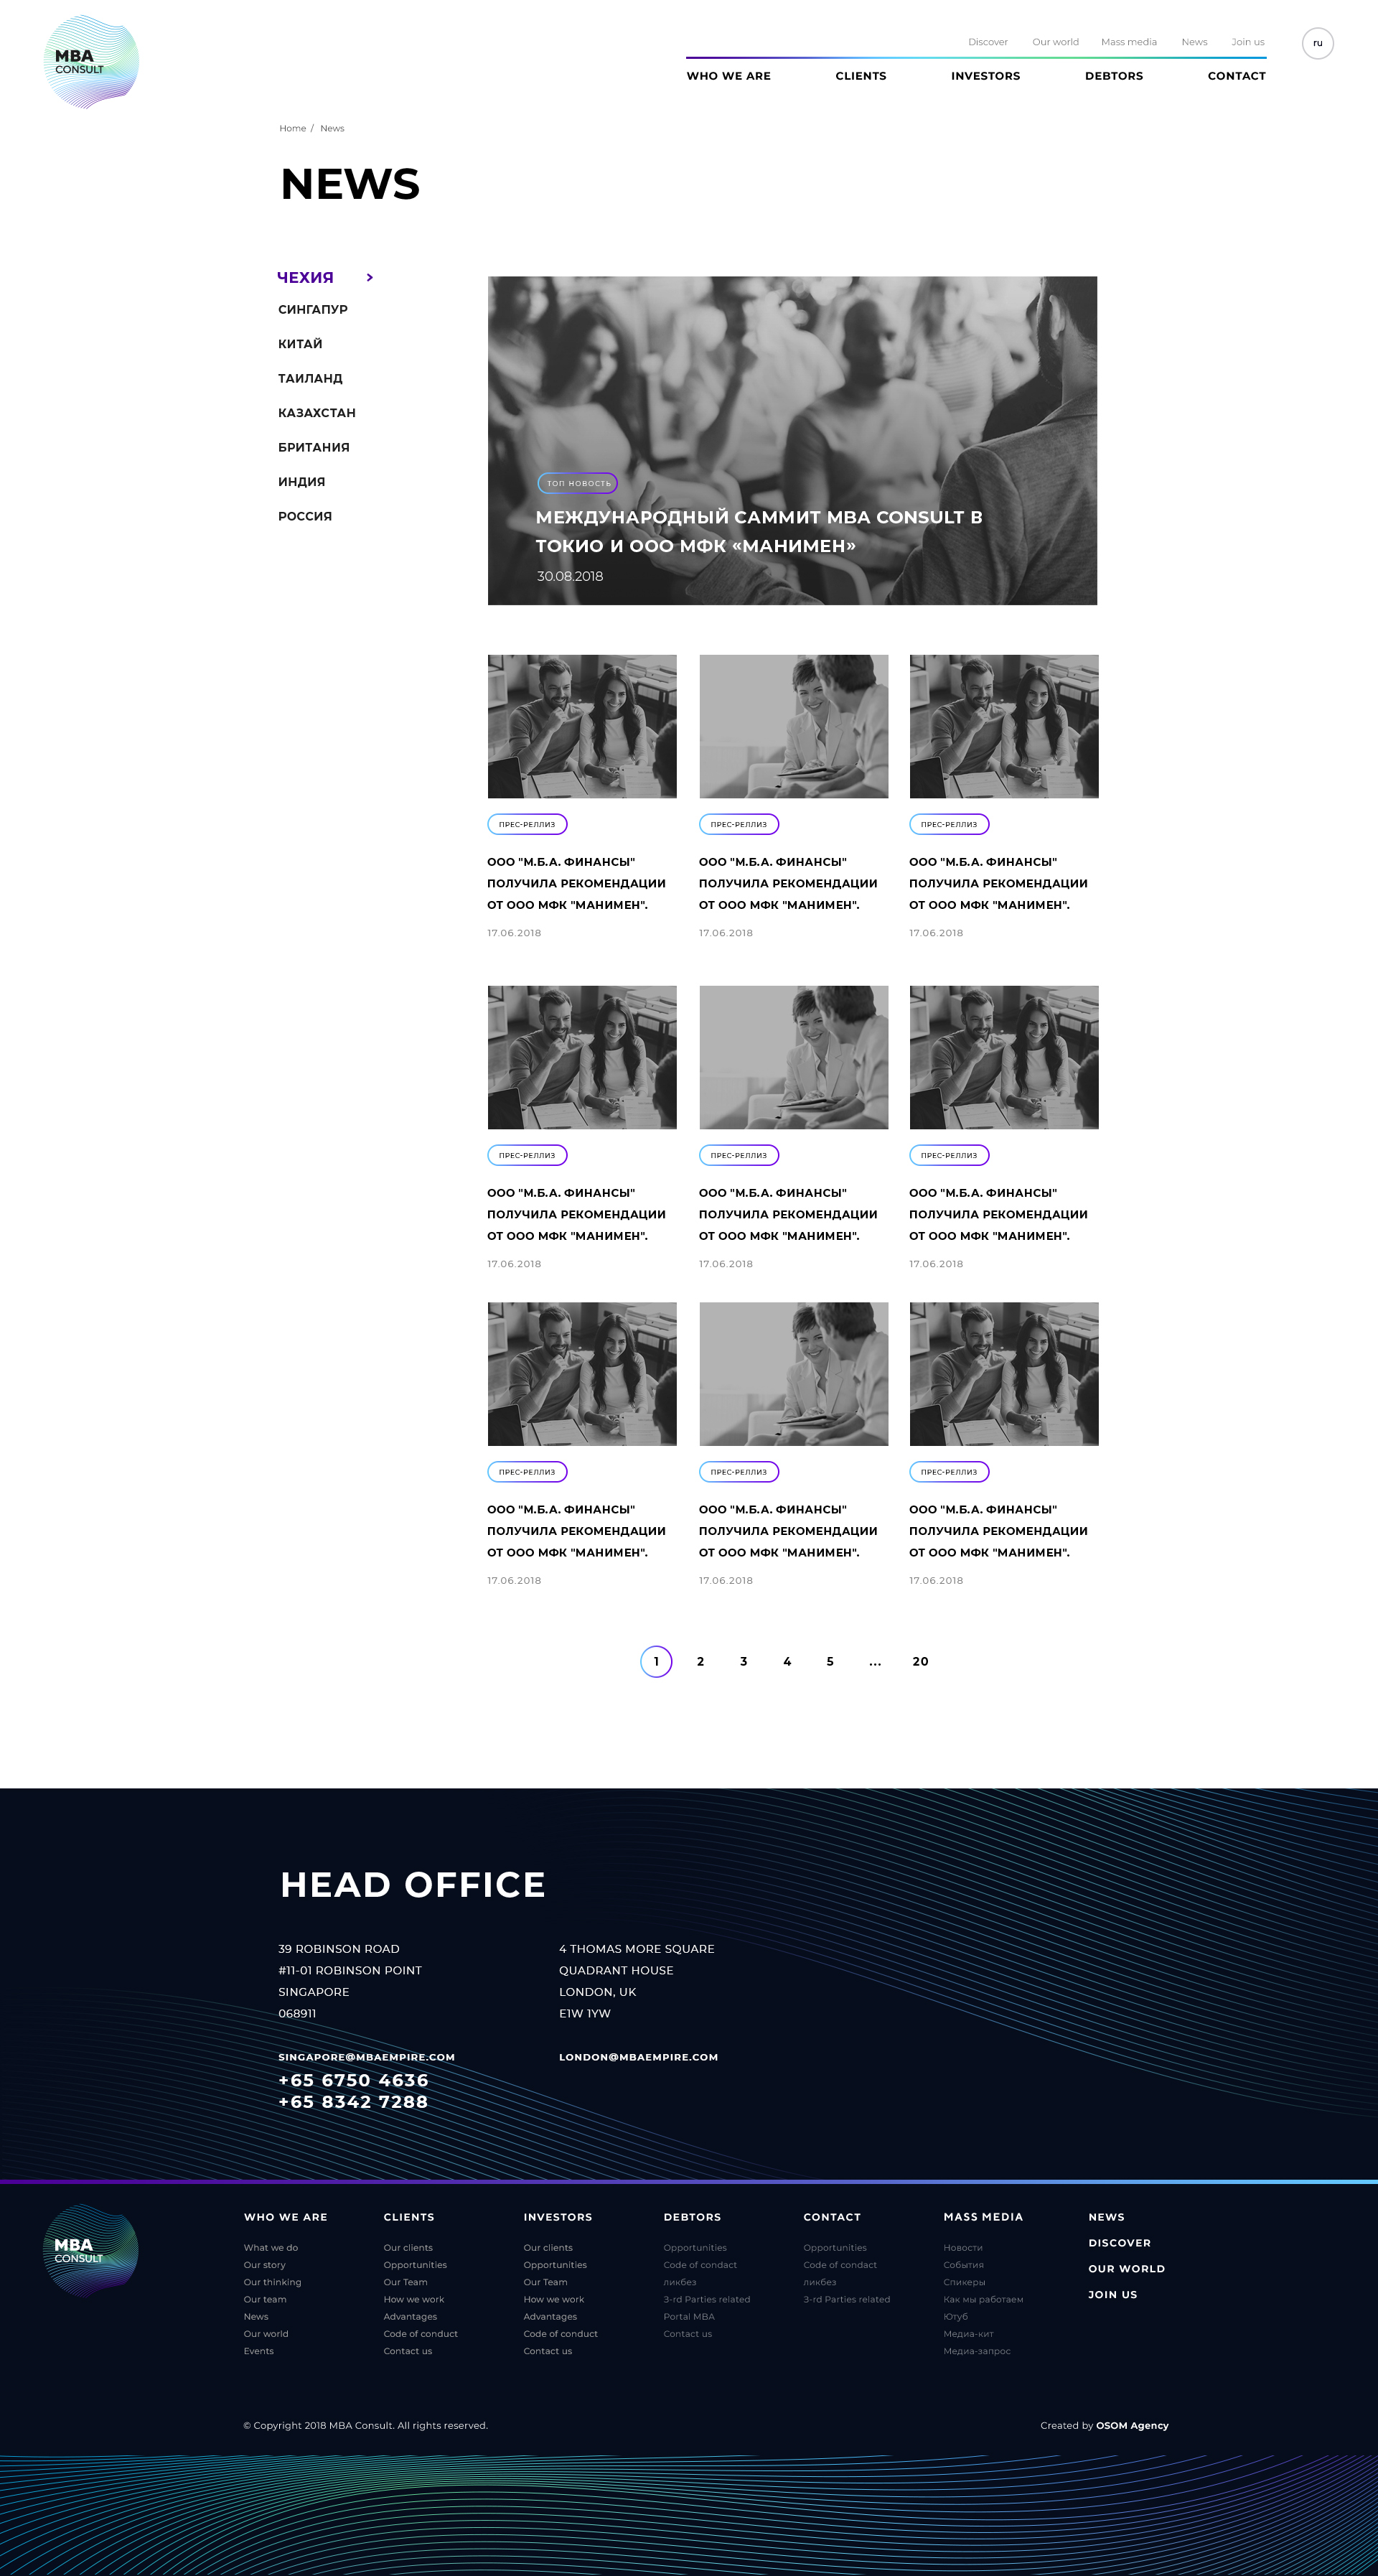 MBA
CONSULT
Discover Our world Mass media News Join us
ru
WHO WE ARE CLIENTS INVESTORS DEBTORS CONTACT
Home / News
NEWS
ЧЕХИЯ >
СИНГАПУР
КИТАЙ
ТАИЛАНД
КАЗАХСТАН
БРИТАНИЯ
ИНДИЯ
РОССИЯ
ТОП НОВОСТЬ
МЕЖДУНАРОДНЫЙ САММИТ MBA CONSULT В
ТОКИО И ООО МФК «МАНИМЕН»
30.08.2018
ПРЕС-РЕЛЛИЗ
ООО "М.Б.А. ФИНАНСЫ"
ПОЛУЧИЛА РЕКОМЕНДАЦИИ
ОТ ООО МФК "МАНИМЕН".
17.06.2018
ПРЕС-РЕЛЛИЗ
ООО "М.Б.А. ФИНАНСЫ"
ПОЛУЧИЛА РЕКОМЕНДАЦИИ
ОТ ООО МФК "МАНИМЕН".
17.06.2018
ПРЕС-РЕЛЛИЗ
ООО "М.Б.А. ФИНАНСЫ"
ПОЛУЧИЛА РЕКОМЕНДАЦИИ
ОТ ООО МФК "МАНИМЕН".
17.06.2018
ПРЕС-РЕЛЛИЗ
ООО "М.Б.А. ФИНАНСЫ"
ПОЛУЧИЛА РЕКОМЕНДАЦИИ
ОТ ООО МФК "МАНИМЕН".
17.06.2018
ПРЕС-РЕЛЛИЗ
ООО "М.Б.А. ФИНАНСЫ"
ПОЛУЧИЛА РЕКОМЕНДАЦИИ
ОТ ООО МФК "МАНИМЕН".
17.06.2018
ПРЕС-РЕЛЛИЗ
ООО "М.Б.А. ФИНАНСЫ"
ПОЛУЧИЛА РЕКОМЕНДАЦИИ
ОТ ООО МФК "МАНИМЕН".
17.06.2018
ПРЕС-РЕЛЛИЗ
ООО "М.Б.А. ФИНАНСЫ"
ПОЛУЧИЛА РЕКОМЕНДАЦИИ
ОТ ООО МФК "МАНИМЕН".
17.06.2018
ПРЕС-РЕЛЛИЗ
ООО "М.Б.А. ФИНАНСЫ"
ПОЛУЧИЛА РЕКОМЕНДАЦИИ
ОТ ООО МФК "МАНИМЕН".
17.06.2018
ПРЕС-РЕЛЛИЗ
ООО "М.Б.А. ФИНАНСЫ"
ПОЛУЧИЛА РЕКОМЕНДАЦИИ
ОТ ООО МФК "МАНИМЕН".
17.06.2018
1 2 3 4 5 ... 20
HEAD OFFICE
39 ROBINSON ROAD
#11-01 ROBINSON POINT
SINGAPORE
068911
SINGAPORE@MBAEMPIRE.COM
+65 6750 4636
+65 8342 7288
4 THOMAS MORE SQUARE
QUADRANT HOUSE
LONDON, UK
E1W 1YW
LONDON@MBAEMPIRE.COM
MBA
CONSULT
WHO WE ARE
What we do
Our story
Our thinking
Our team
News
Our world
Events
CLIENTS
Our clients
Opportunities
Our Team
How we work
Advantages
Code of conduct
Contact us
INVESTORS
Our clients
Opportunities
Our Team
How we work
Advantages
Code of conduct
Contact us
DEBTORS
Opportunities
Code of condact
ликбез
3-rd Parties related
Portal MBA
Contact us
CONTACT
Opportunities
Code of condact
ликбез
3-rd Parties related
MASS MEDIA
Новости
События
Спикеры
Как мы работаем
Ютуб
Медиа-кит
Медиа-запрос
NEWS
DISCOVER
OUR WORLD
JOIN US
© Copyright 2018 MBA Consult. All rights reserved.
Created by OSOM Agency